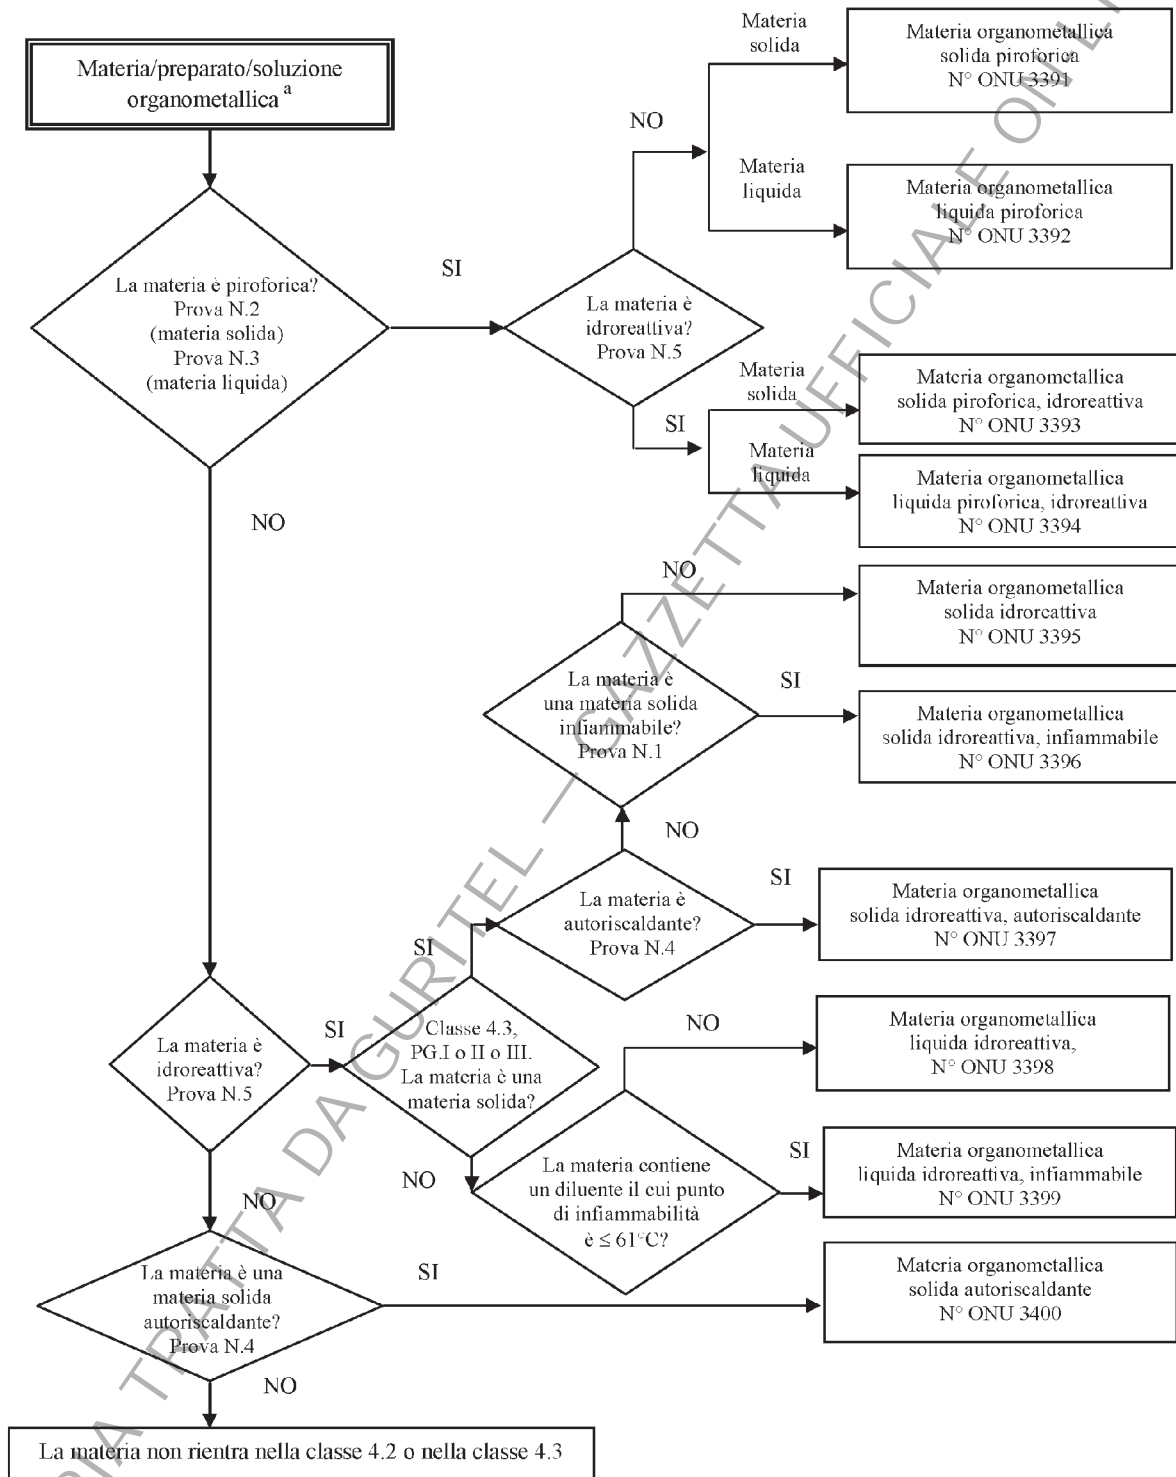 Materia/preparato/soluzione
organometallica a
La materia è piroforica?
Prova N.2
(materia solida)
Prova N.3
(materia liquida)
SI
NO
La materia è
idroreattiva?
Prova N.5
NO
Materia
solida
Materia organometallica
solida piroforica
N° ONU 3391
Materia
liquida
Materia organometallica
liquida piroforica
N° ONU 3392
SI
Materia
solida
Materia organometallica
solida piroforica, idroreattiva
N° ONU 3393
Materia
liquida
Materia organometallica
liquida piroforica, idroreattiva
N° ONU 3394
NO
Materia organometallica
solida idroreattiva
N° ONU 3395
La materia è
una materia solida
infiammabile?
Prova N.1
SI
Materia organometallica
solida idroreattiva, infiammabile
N° ONU 3396
NO
La materia è
autoriscaldante?
Prova N.4
SI
Materia organometallica
solida idroreattiva, autoriscaldante
N° ONU 3397
SI
La materia è
idroreattiva?
Prova N.5
SI
Classe 4.3,
PG.I o II o III.
La materia è una
materia solida?
NO
Materia organometallica
liquida idroreattiva,
N° ONU 3398
NO
La materia contiene
un diluente il cui punto
di infiammabilità
è ≤ 61°C?
SI
Materia organometallica
liquida idroreattiva, infiammabile
N° ONU 3399
NO
La materia è una
materia solida
autoriscaldante?
Prova N.4
SI
Materia organometallica
solida autoriscaldante
N° ONU 3400
NO
La materia non rientra nella classe 4.2 o nella classe 4.3
TRATTA DA GURITEL — GAZZETTA UFFICIALE